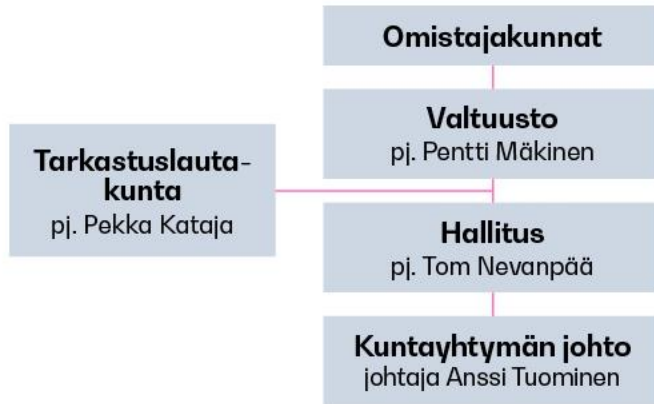 Omistajakunnat
Valtuusto
pj. Pentti Mäkinen
Tarkastuslauta-
kunta
pj. Pekka Kataja
Hallitus
pj. Tom Nevanpää
Kuntayhtymän johto
johtaja Anssi Tuominen